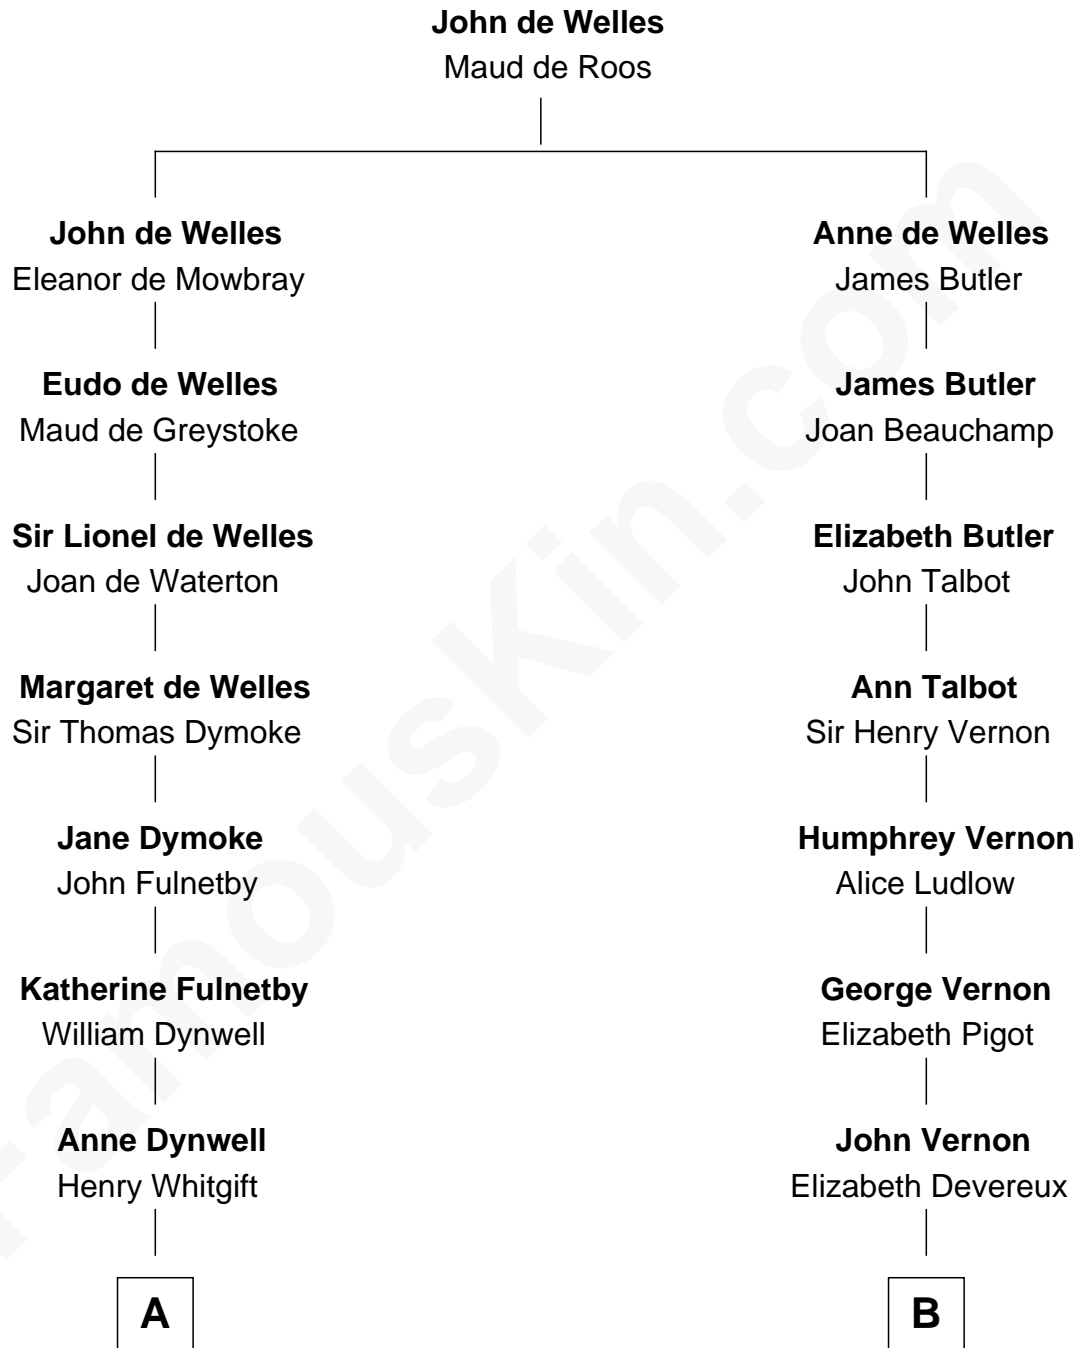 John de Welles
Maud de Roos
John de Welles
Eleanor de Mowbray
Eudo de Welles
Maud de Greystoke
Sir Lionel de Welles
Joan de Waterton
Margaret de Welles
Sir Thomas Dymoke
Jane Dymoke
John Fulnetby
Katherine Fulnetby
William Dynwell
Anne Dynwell
Henry Whitgift
A
Anne de Welles
James Butler
James Butler
Joan Beauchamp
Elizabeth Butler
John Talbot
Ann Talbot
Sir Henry Vernon
Humphrey Vernon
Alice Ludlow
George Vernon
Elizabeth Pigot
John Vernon
Elizabeth Devereux
B
FamousKin.com